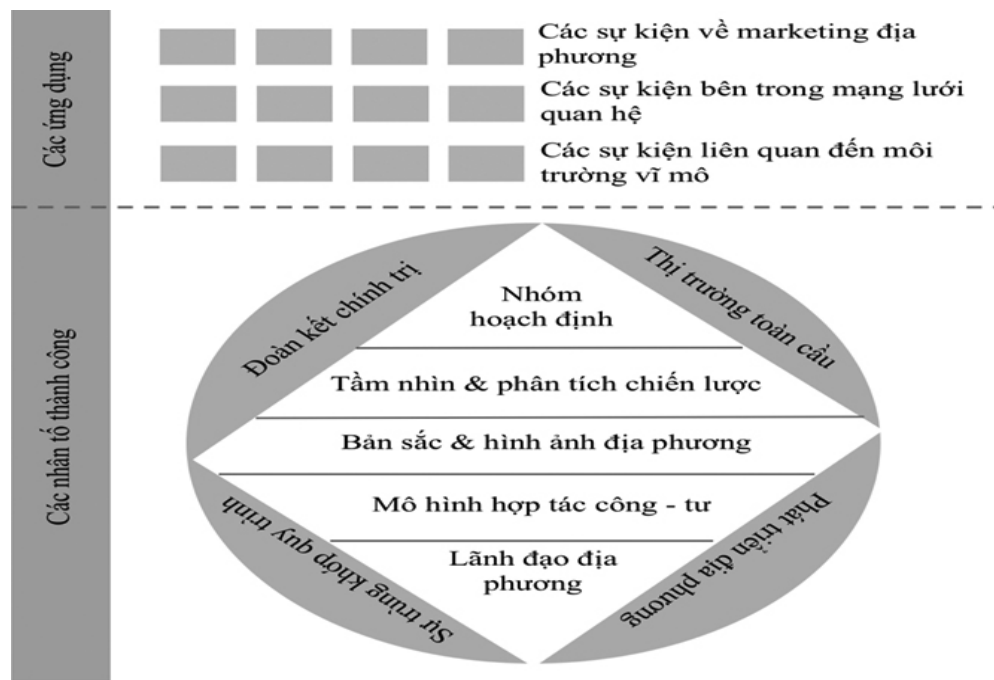 Các ứng dụng
Các sự kiện về marketing địa
phương
Các sự kiện bên trong mạng lưới
quan hệ
Các sự kiện liên quan đến môi
trường vĩ mô
Các nhân tố thành công
Đoàn kết chính trị
Thị trường toàn cầu
Nhóm
hoạch định
Tầm nhìn & phân tích chiến lược
Bản sắc & hình ảnh địa phương
Mô hình hợp tác công - tư
Lãnh đạo địa
phương
Sự trùng khớp quy trình
Phát triển địa phương